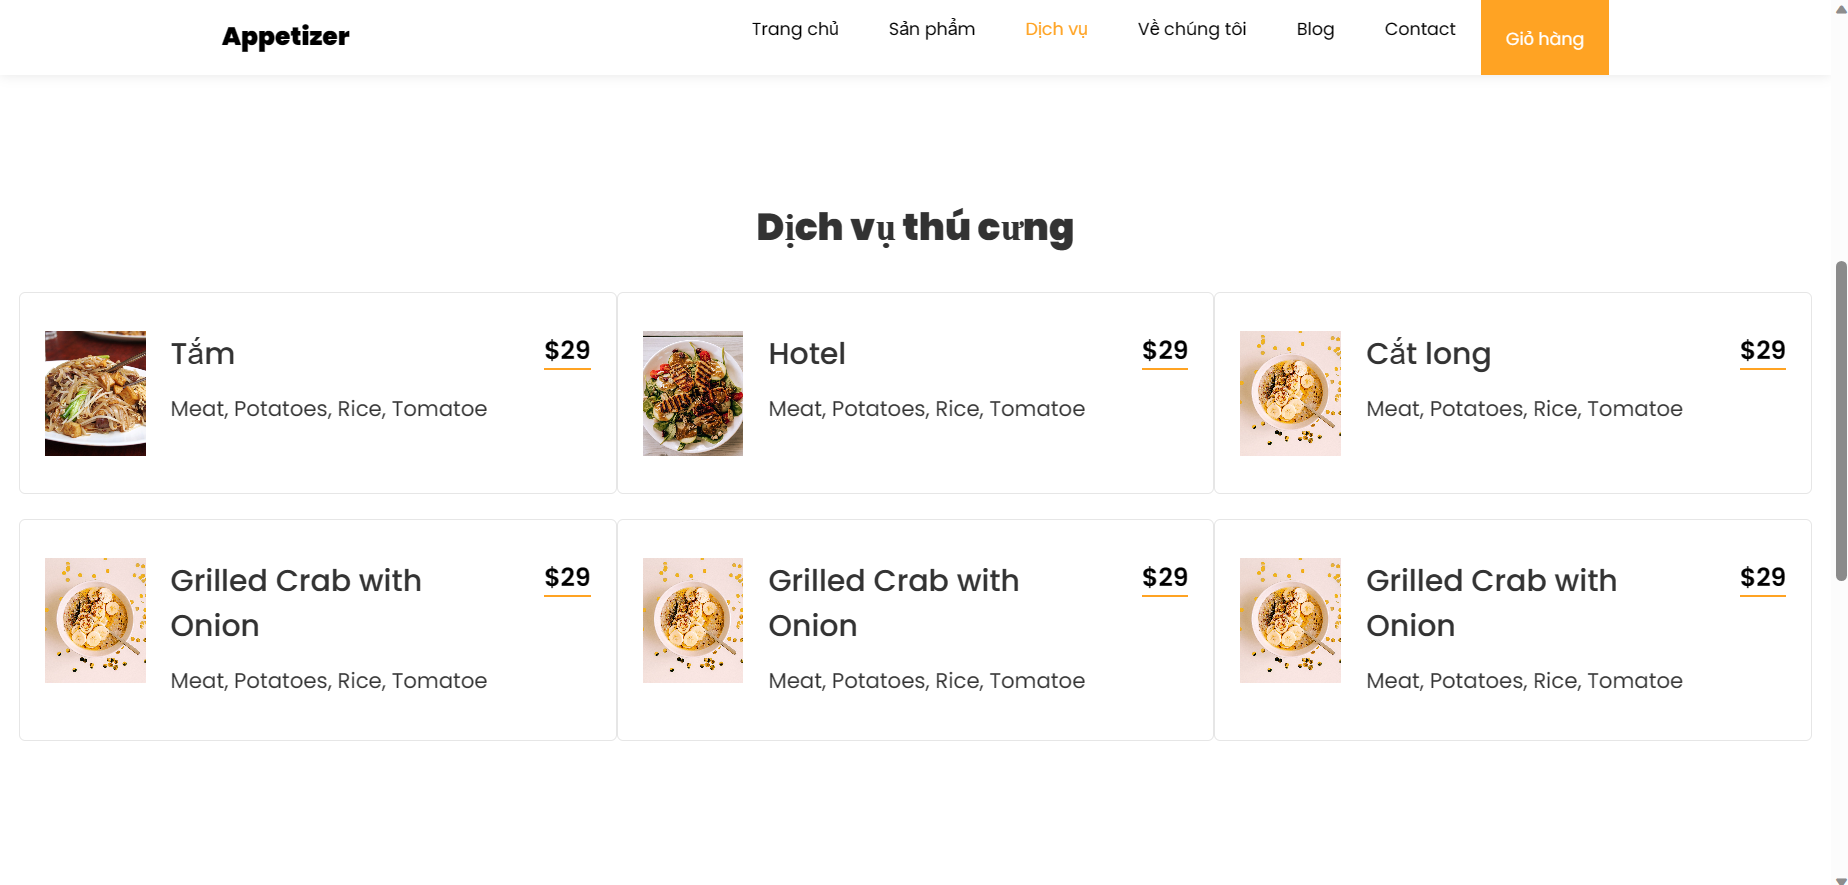 Appetizer
Trang chủ
Sản phẩm
Dịch vụ
Về chúng tôi
Blog
Contact
Giỏ hàng
Dịch vụ thú cưng
Tắm
$29
Meat, Potatoes, Rice, Tomatoe
Hotel
$29
Meat, Potatoes, Rice, Tomatoe
Cắt long
$29
Meat, Potatoes, Rice, Tomatoe
Grilled Crab with
Onion
$29
Meat, Potatoes, Rice, Tomatoe
Grilled Crab with
Onion
$29
Meat, Potatoes, Rice, Tomatoe
Grilled Crab with
Onion
$29
Meat, Potatoes, Rice, Tomatoe